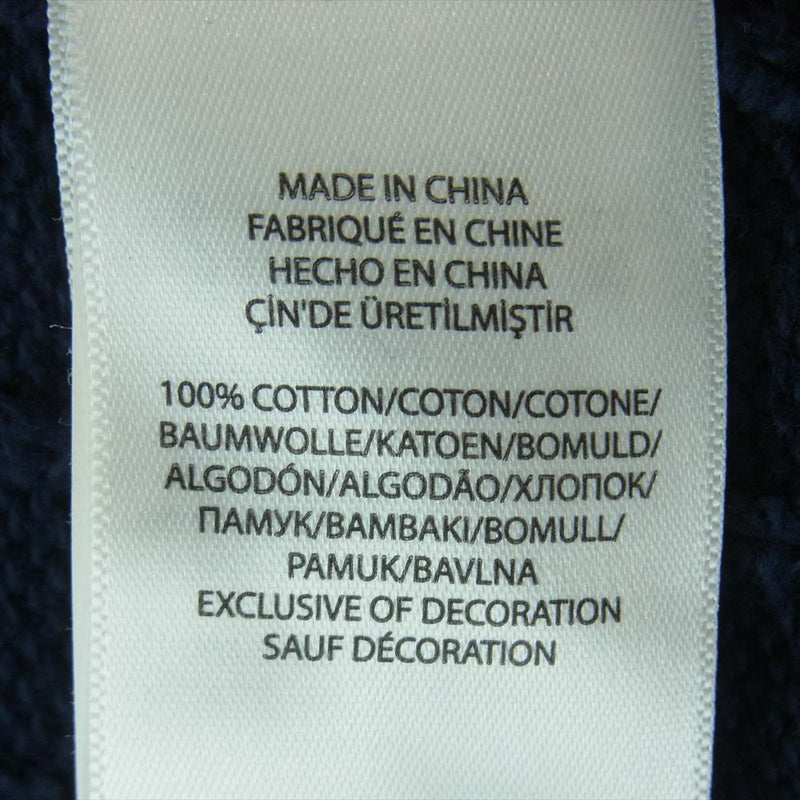 MADE IN CHINA
FABRIQUÉ EN CHINE
HECHO EN CHINA
ÇİN'DE ÜRETİLMİŞTİR
100% COTTON/COTON/COTONE/
BAUMWOLLE/KATOEN/BOMULD/
ALGODÓN/ALGODÃO/ХЛОПОК/
ПАМУК/BAMBAKI/BOMULL/
PAMUK/BAVLNA
EXCLUSIVE OF DECORATION
SAUF DÉCORATION